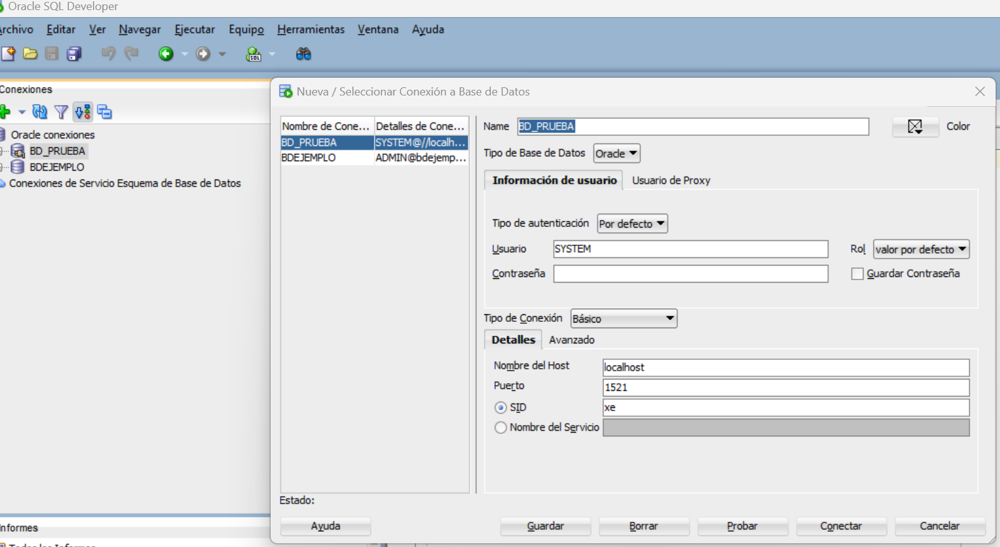 Oracle SQL Developer
Archivo Editar Ver Navegar Ejecutar Equipo Herramientas Ventana Ayuda
SQL
Conexiones
Oracle conexiones
BD_PRUEBA
BDEJEMPLO
Conexiones de Servicio Esquema de Base de Datos
Informes
Todos los Informes
Nueva / Seleccionar Conexión a Base de Datos
Nombre de Cone... Detalles de Cone...
BD_PRUEBA SYSTEM@//localh...
BDEJEMPLO ADMIN@bdejemp...
Name BD_PRUEBA Color
Tipo de Base de Datos Oracle
Información de usuario Usuario de Proxy
Tipo de autenticación Por defecto
Usuario SYSTEM Rol valor por defecto
Contraseña Guardar Contraseña
Tipo de Conexión Básico
Detalles Avanzado
Nombre del Host localhost
Puerto 1521
SID xe
Nombre del Servicio
Estado:
Ayuda Guardar Borrar Probar Conectar Cancelar